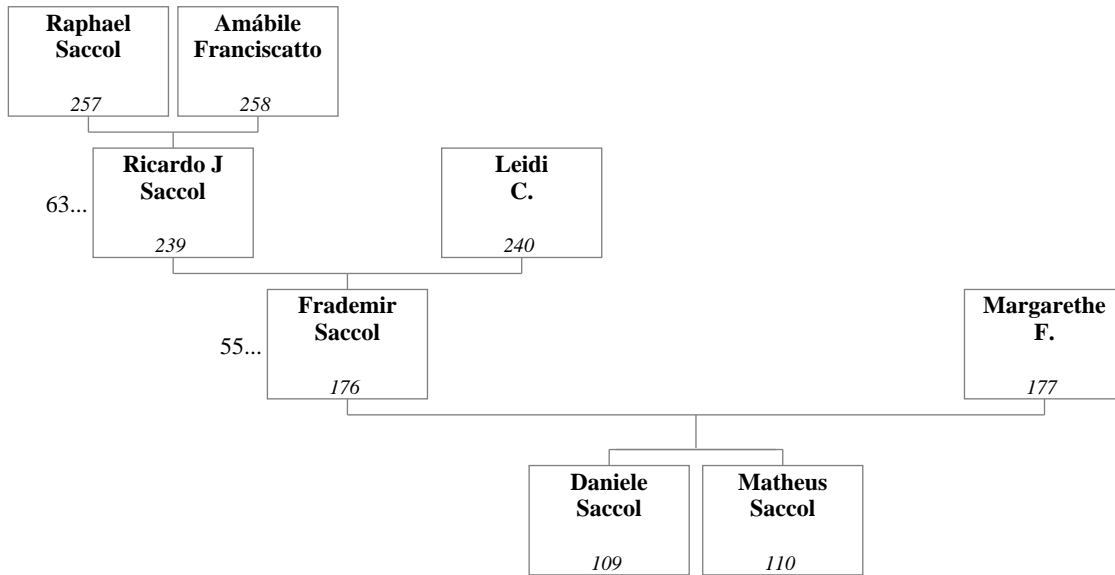 Raphael
Saccol
257
Amábile
Franciscatto
258
63...
Ricardo J
Saccol
239
Leidi
C.
240
55...
Frademir
Saccol
176
Margarethe
F.
177
Daniele
Saccol
109
Matheus
Saccol
110